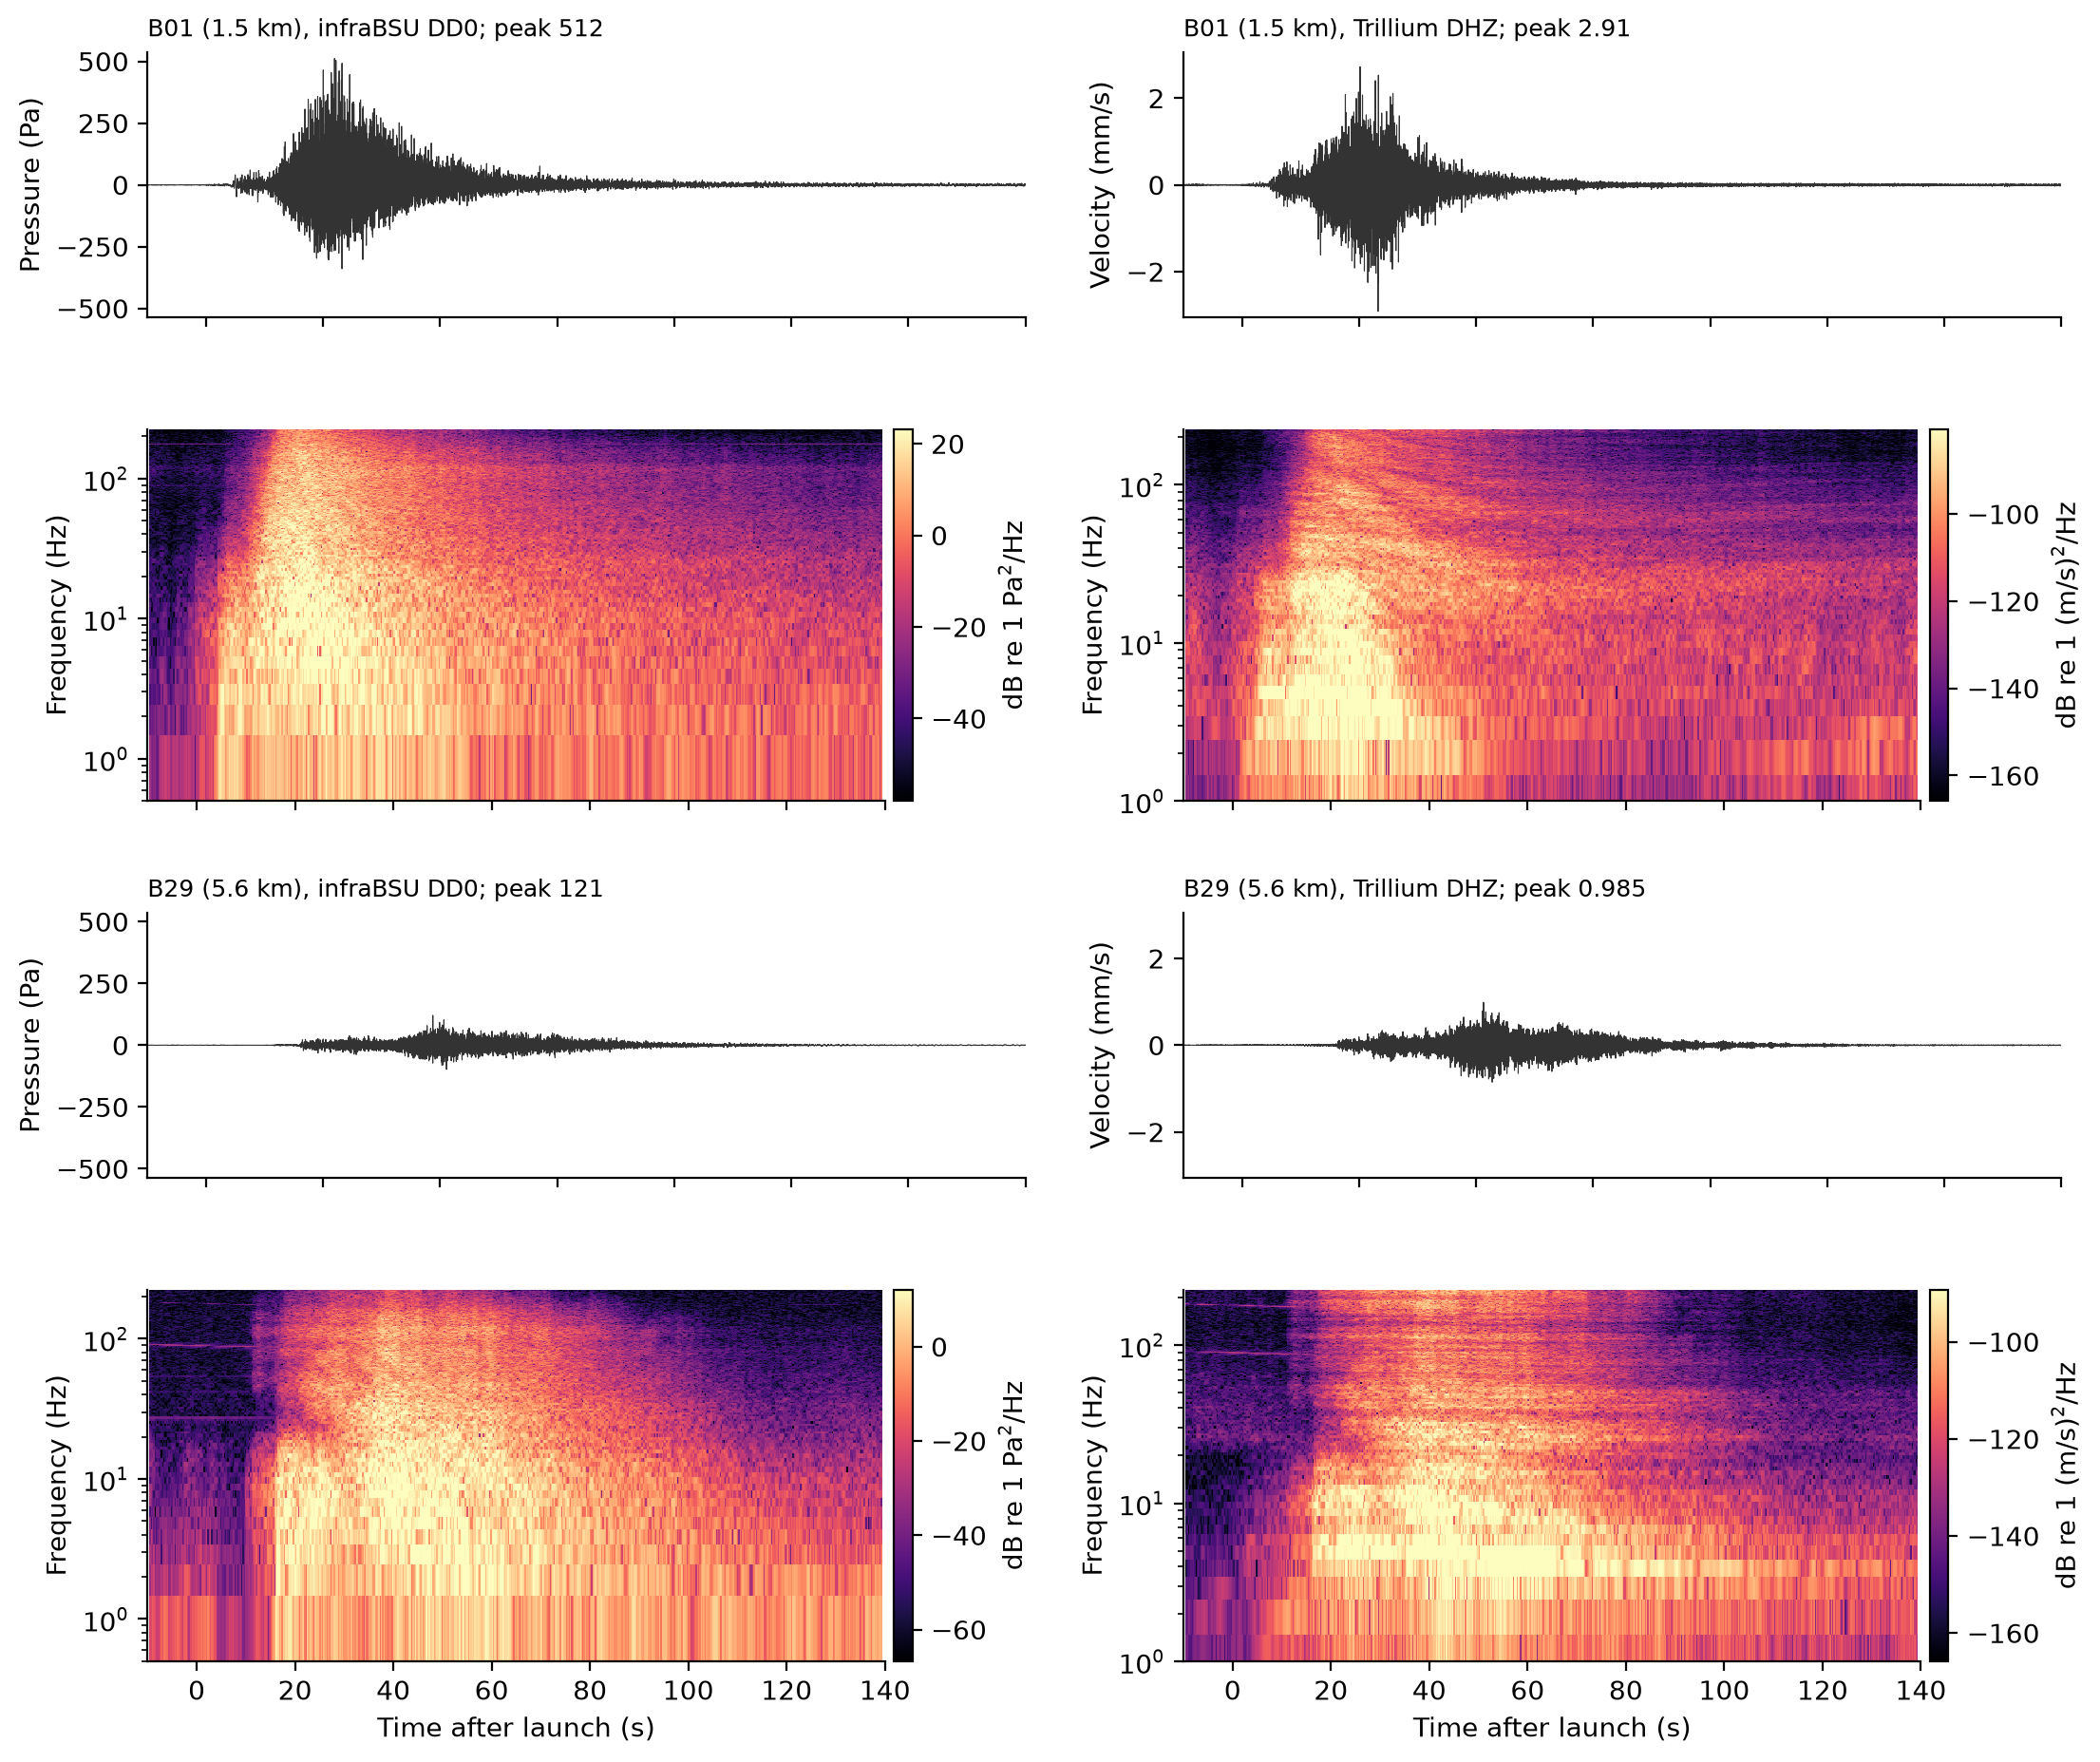 B01 (1.5 km), infraBSU DD0; peak 512
Pressure (Pa)
500
250
0
−250
−500
B01 (1.5 km), Trillium DHZ; peak 2.91
Velocity (mm/s)
2
0
−2
Frequency (Hz)
10²
10¹
10⁰
20
0
−20
−40
dB re 1 Pa²/Hz
Frequency (Hz)
10²
10¹
10⁰
−100
−120
−140
−160
dB re 1 (m/s)²/Hz
B29 (5.6 km), infraBSU DD0; peak 121
Pressure (Pa)
500
250
0
−250
−500
B29 (5.6 km), Trillium DHZ; peak 0.985
Velocity (mm/s)
2
0
−2
Frequency (Hz)
10²
10¹
10⁰
0
−20
−40
−60
dB re 1 Pa²/Hz
0 20 40 60 80 100 120 140
Time after launch (s)
Frequency (Hz)
10²
10¹
10⁰
−100
−120
−140
−160
dB re 1 (m/s)²/Hz
0 20 40 60 80 100 120 140
Time after launch (s)